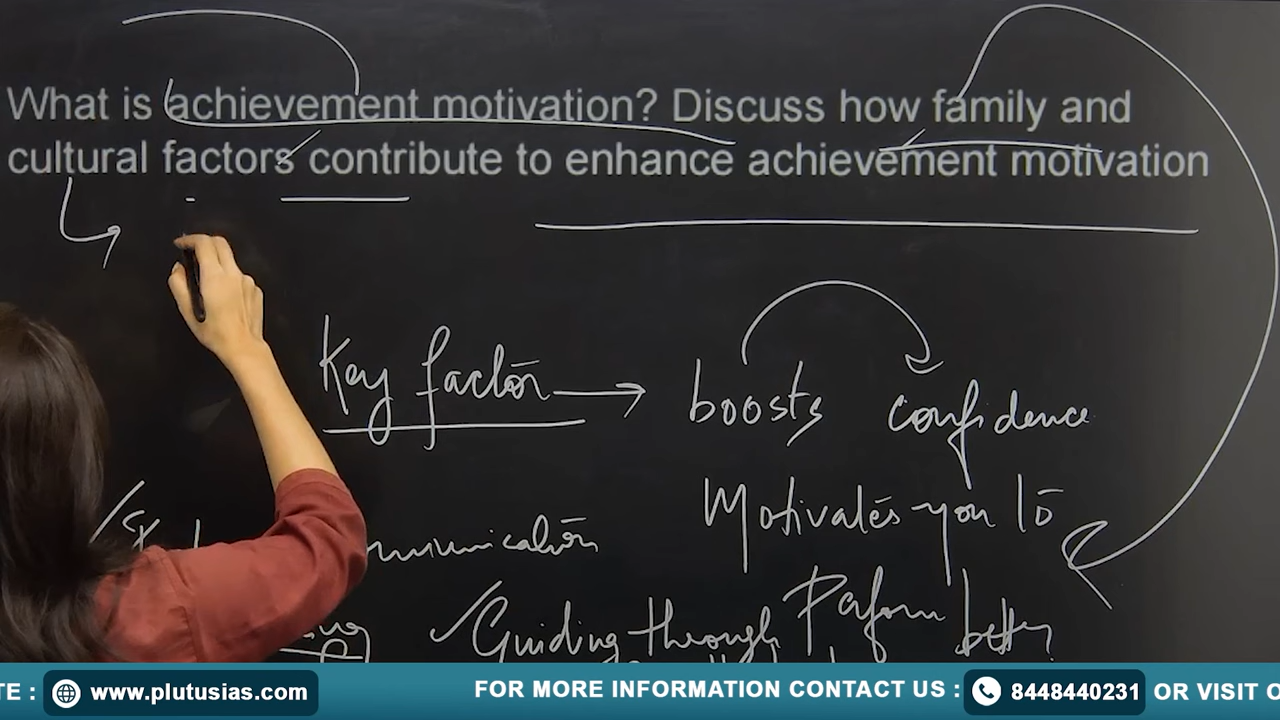 What is achievement motivation? Discuss how family and
cultural factors contribute to enhance achievement motivation
Key factor → boosts confidence
Motivates you to
Perform better
Guiding through
TE : www.plutusias.com FOR MORE INFORMATION CONTACT US : 8448440231 OR VISIT O